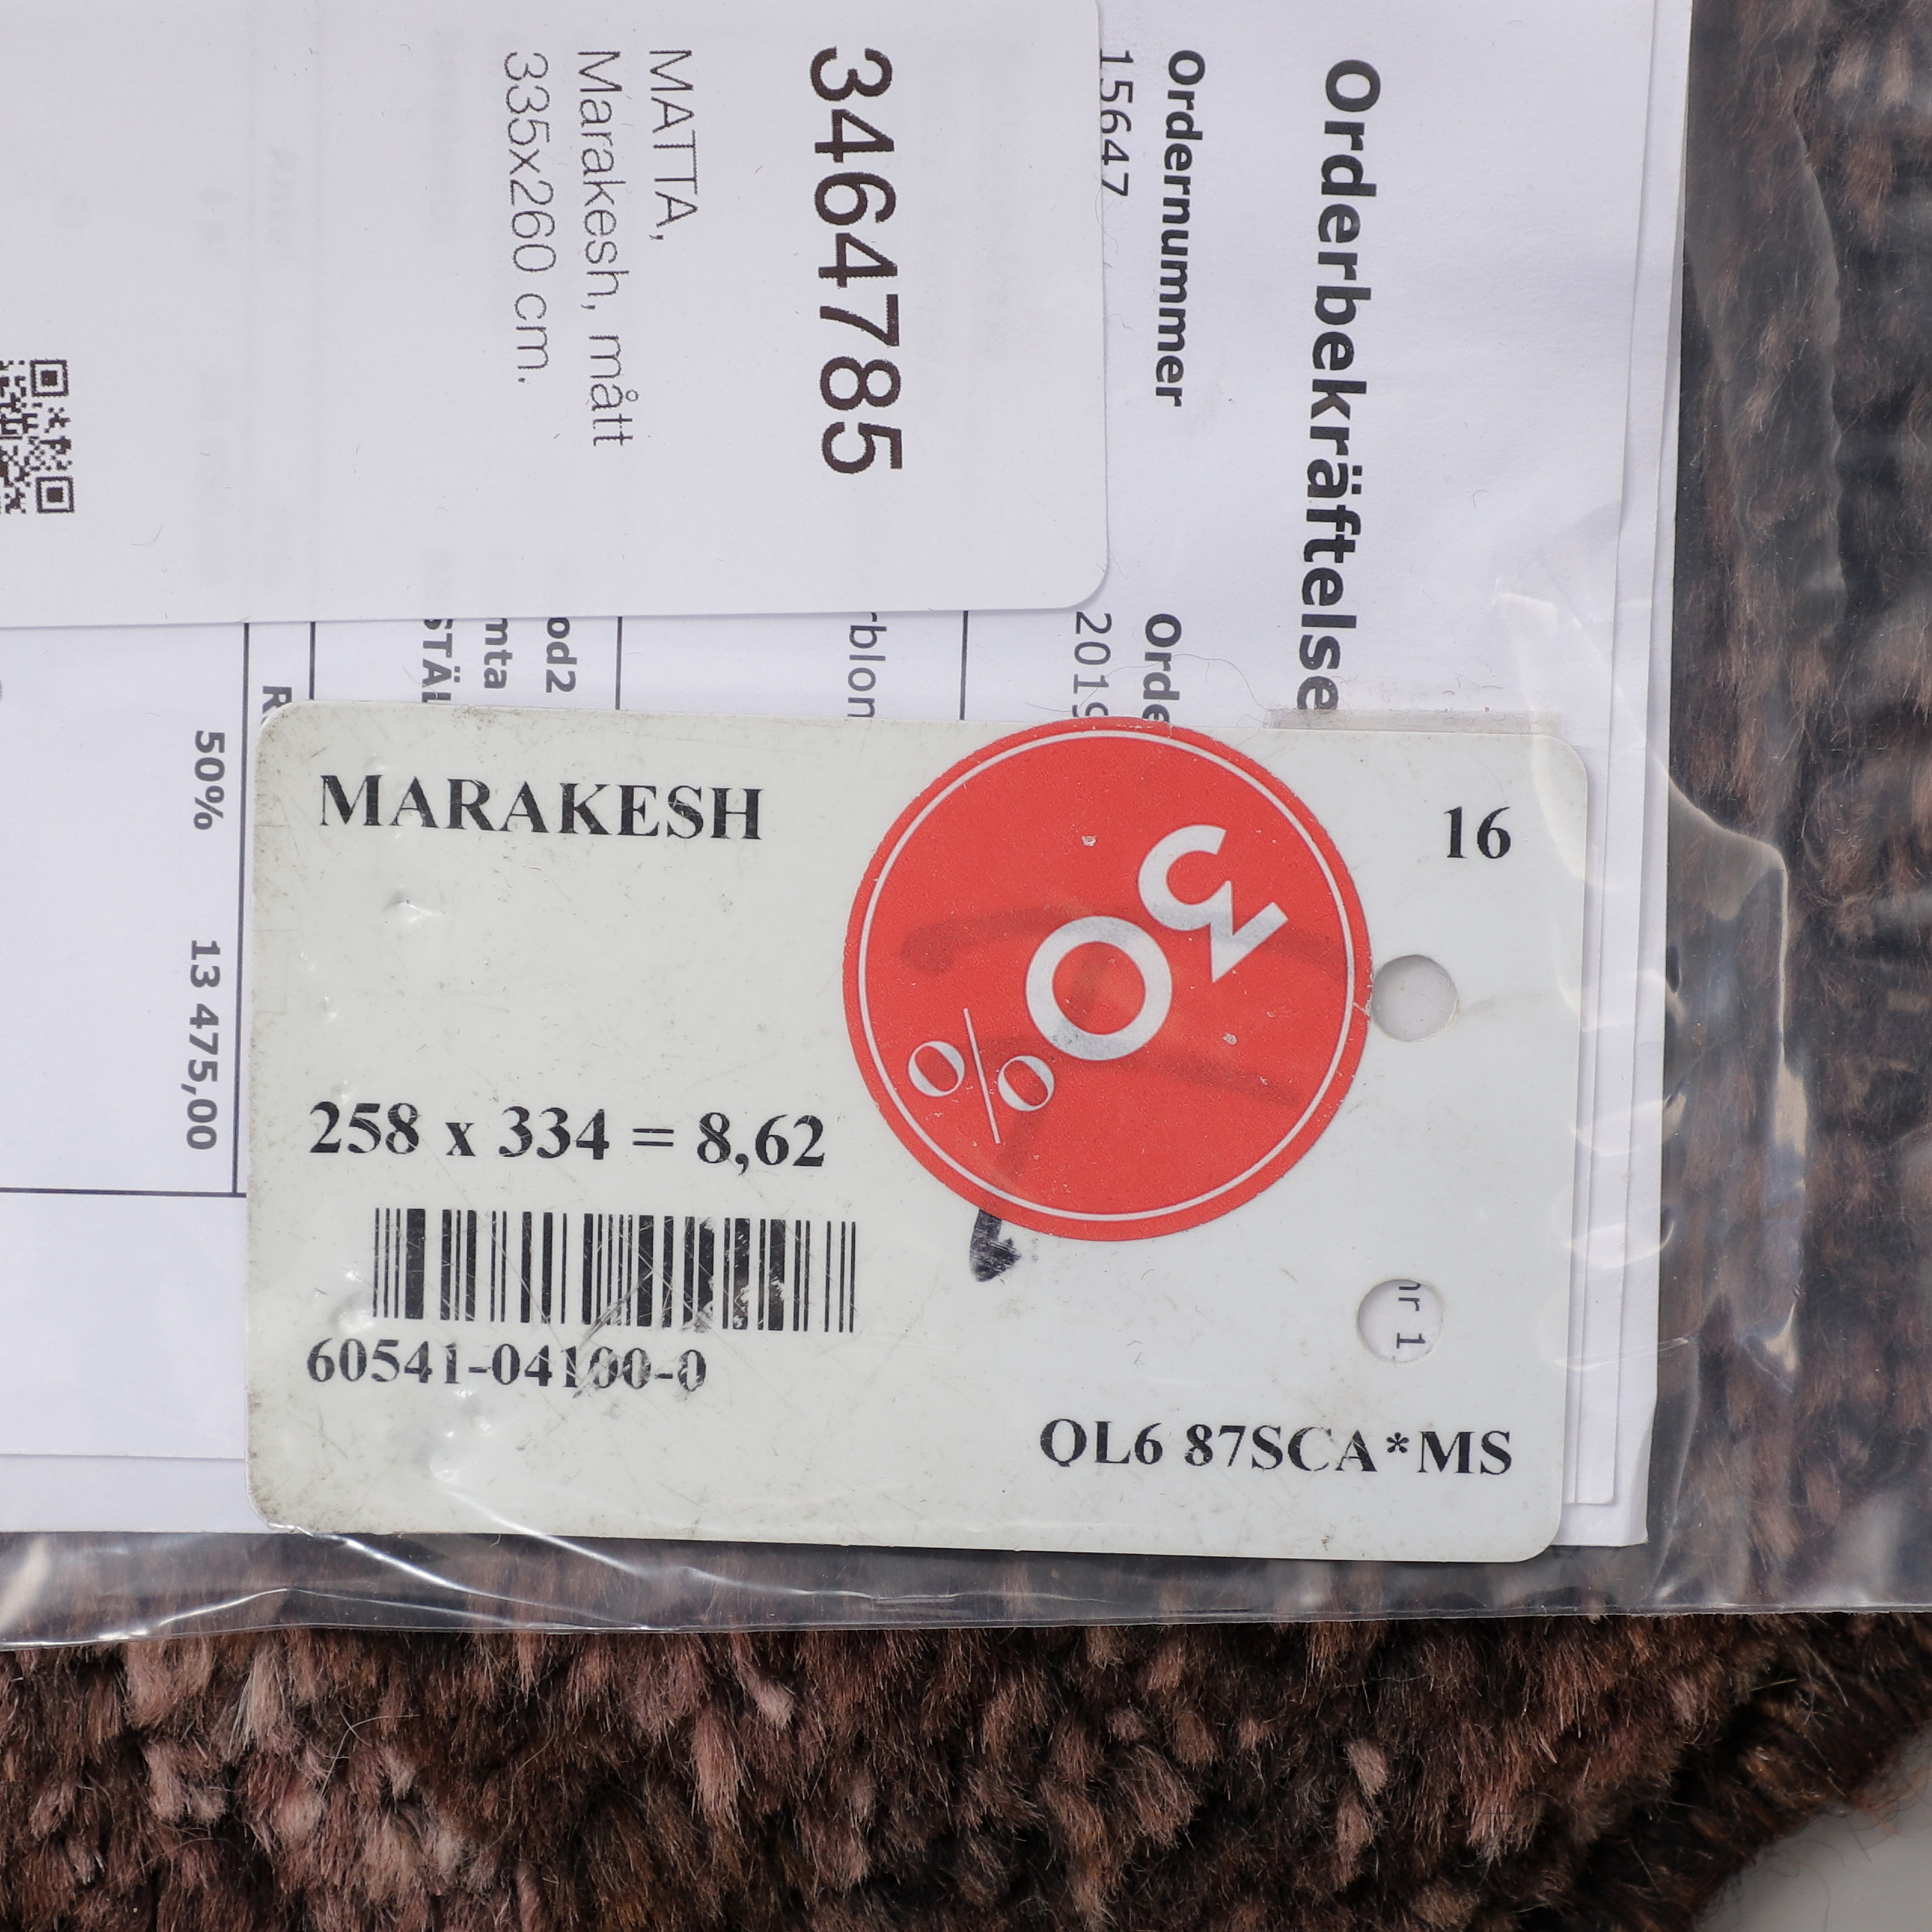 Orderbekräftelse
Ordernummer
15647
3464785
MATTA,
Marakesh, mått
335x260 cm.
50% 13 475,00
MARAKESH
16
30
%
258 x 334 = 8,62
60541-04100-0
QL6 87SCA*MS